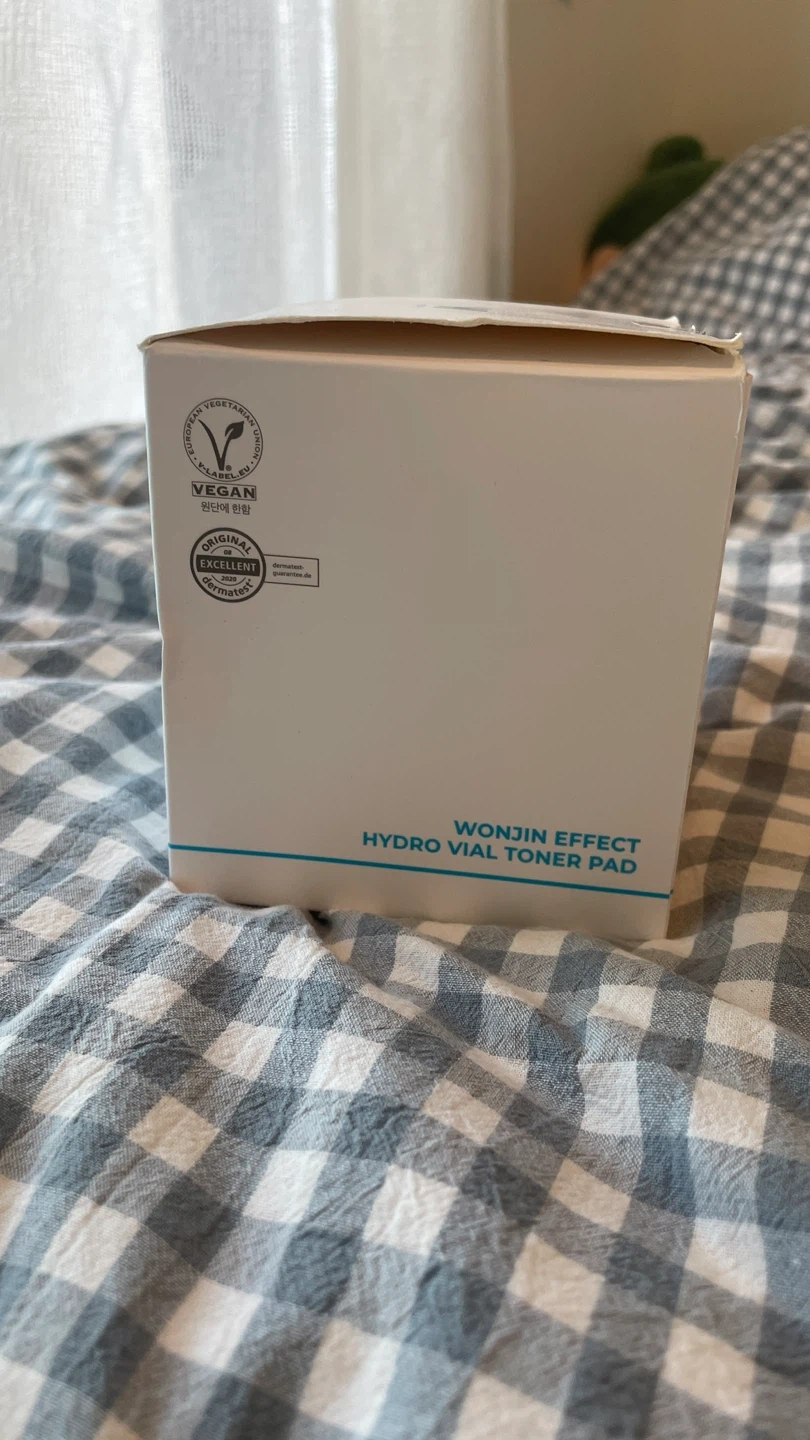 EUROPEAN VEGETARIAN UNION
V-LABEL.EU
VEGAN
원단에 한함
ORIGINAL
08
EXCELLENT
2020
dermatest®
dermatest-
guarantee.de
WONJIN EFFECT
HYDRO VIAL TONER PAD